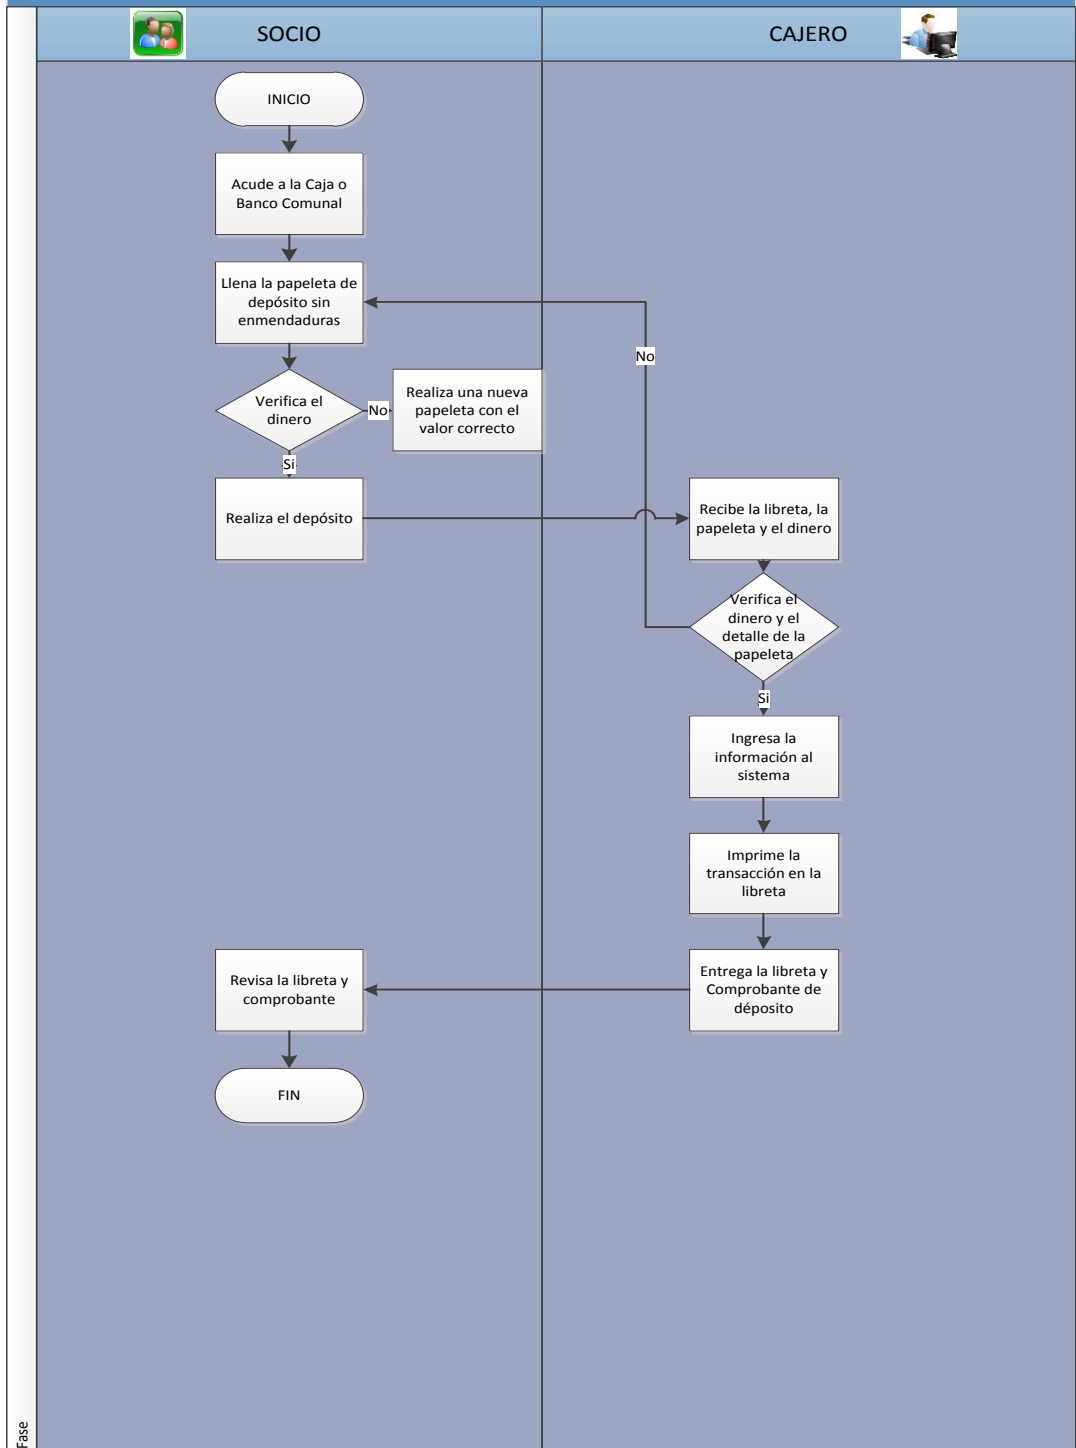 SOCIO
CAJERO
INICIO
Acude a la Caja o
Banco Comunal
Llena la papeleta de
depósito sin
enmendaduras
No
Verifica el
dinero
No
Realiza una nueva
papeleta con el
valor correcto
Si
Realiza el depósito
Recibe la libreta, la
papeleta y el dinero
Verifica el
dinero y el
detalle de la
papeleta
Si
Ingresa la
información al
sistema
Imprime la
transacción en la
libreta
Entrega la libreta y
Comprobante de
déposito
Revisa la libreta y
comprobante
FIN
Fase